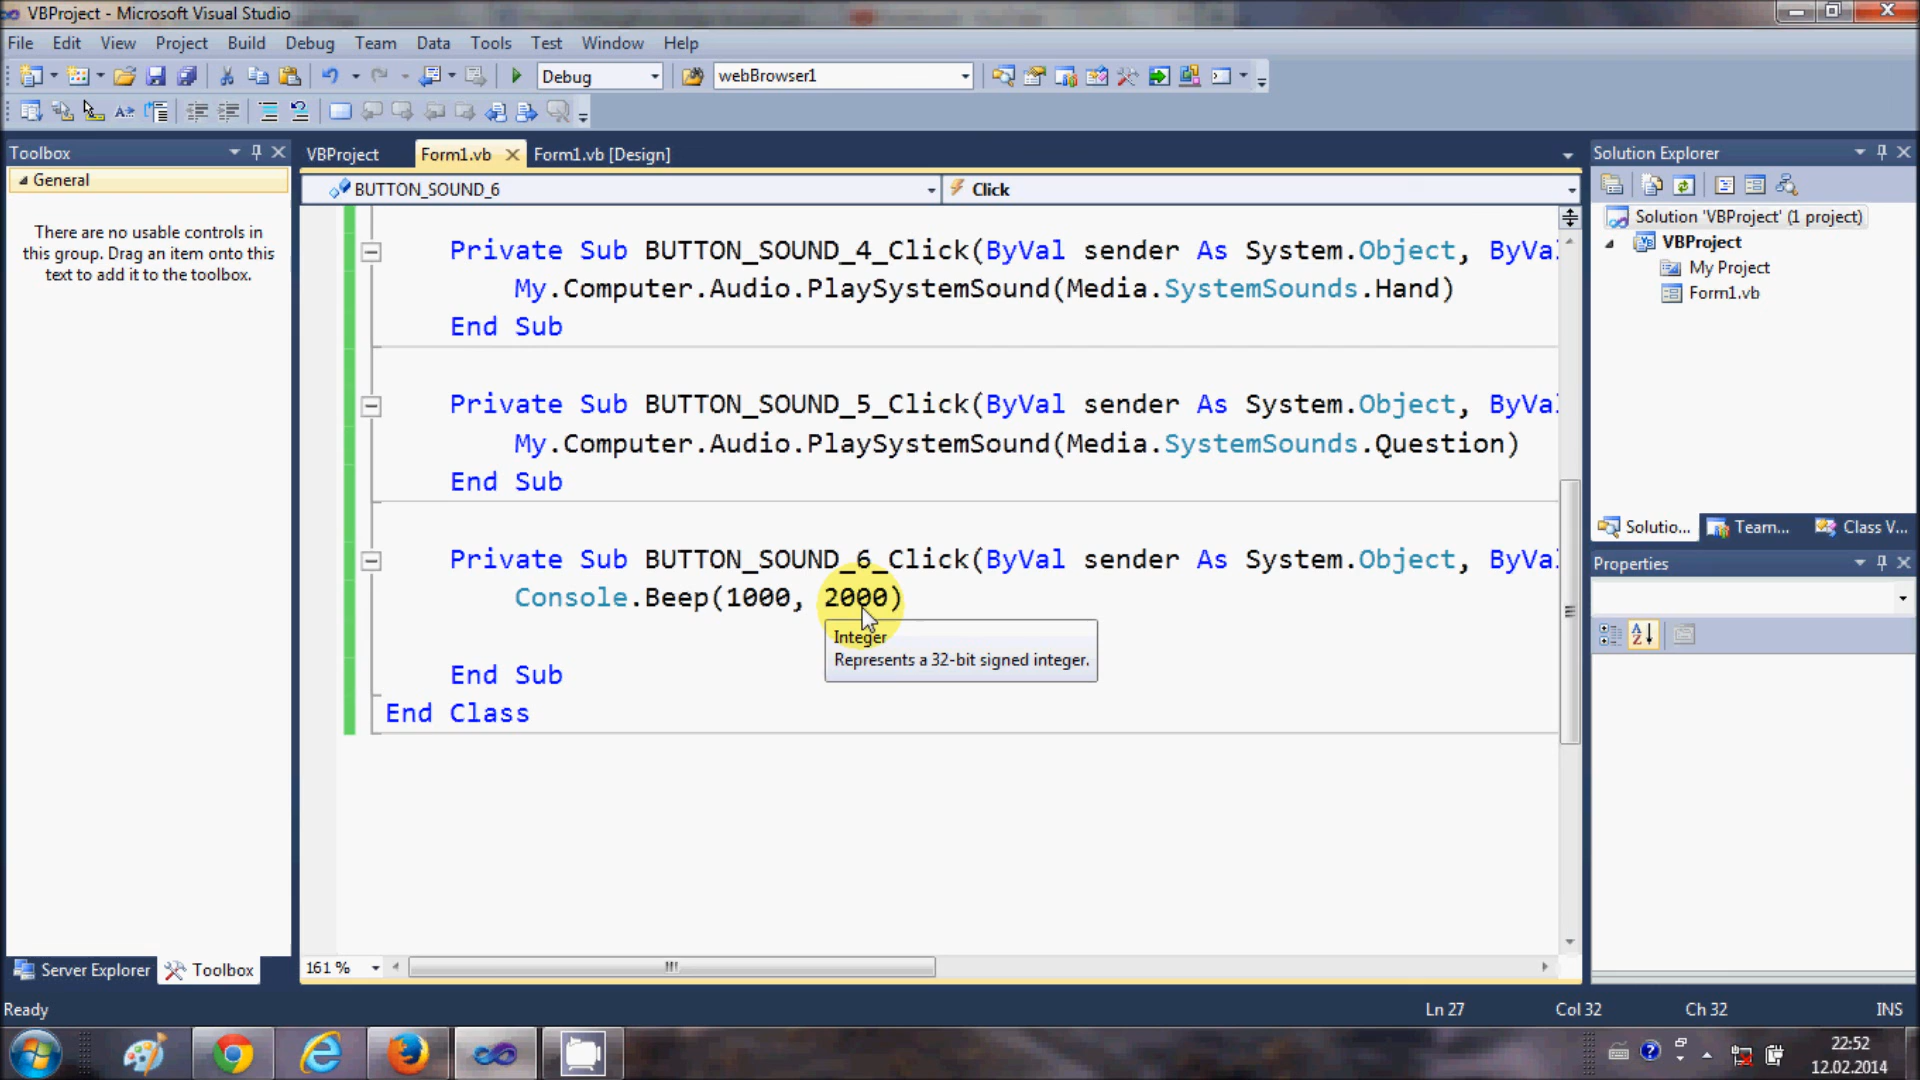 VBProject - Microsoft Visual Studio
File Edit View Project Build Debug Team Data Tools Test Window Help
Debug webBrowser1
Toolbox
General
There are no usable controls in
this group. Drag an item onto this
text to add it to the toolbox.
Server Explorer Toolbox
VBProject Form1.vb Form1.vb [Design]
BUTTON_SOUND_6 Click
Private Sub BUTTON_SOUND_4_Click(ByVal sender As System.Object, ByVal
My.Computer.Audio.PlaySystemSound(Media.SystemSounds.Hand)
End Sub
Private Sub BUTTON_SOUND_5_Click(ByVal sender As System.Object, ByVal
My.Computer.Audio.PlaySystemSound(Media.SystemSounds.Question)
End Sub
Private Sub BUTTON_SOUND_6_Click(ByVal sender As System.Object, ByVal
Console.Beep(1000, 2000)
Integer
Represents a 32-bit signed integer.
End Sub
End Class
161 %
Solution Explorer
Solution 'VBProject' (1 project)
VBProject
My Project
Form1.vb
Solutio... Team... Class V...
Properties
Ready Ln 27 Col 32 Ch 32 INS
22:52
12.02.2014